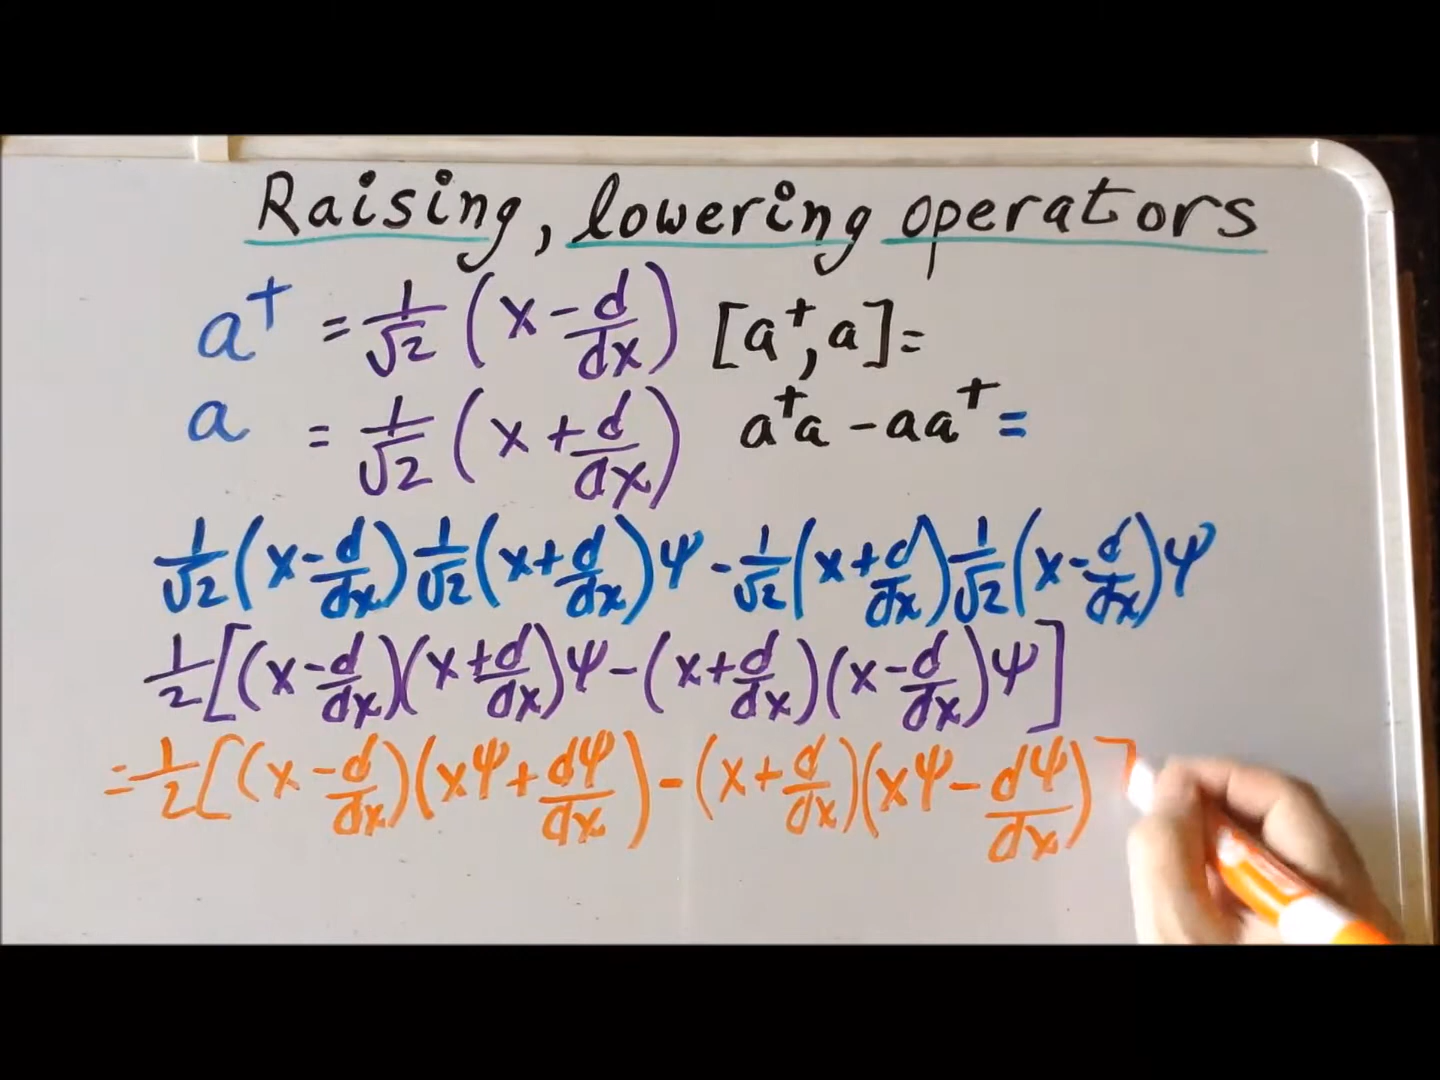 Raising, lowering operators
a† = 1/√2 (x - d/dx) [a†, a] =
a = 1/√2 (x + d/dx) a†a - aa† =
1/√2 (x - d/dx) 1/√2 (x + d/dx) ψ - 1/√2 (x + d/dx) 1/√2 (x - d/dx) ψ
1/2 [(x - d/dx)(x + d/dx) ψ - (x + d/dx)(x - d/dx) ψ]
= 1/2 [(x - d/dx)(xψ + dψ/dx) - (x + d/dx)(xψ - dψ/dx)]